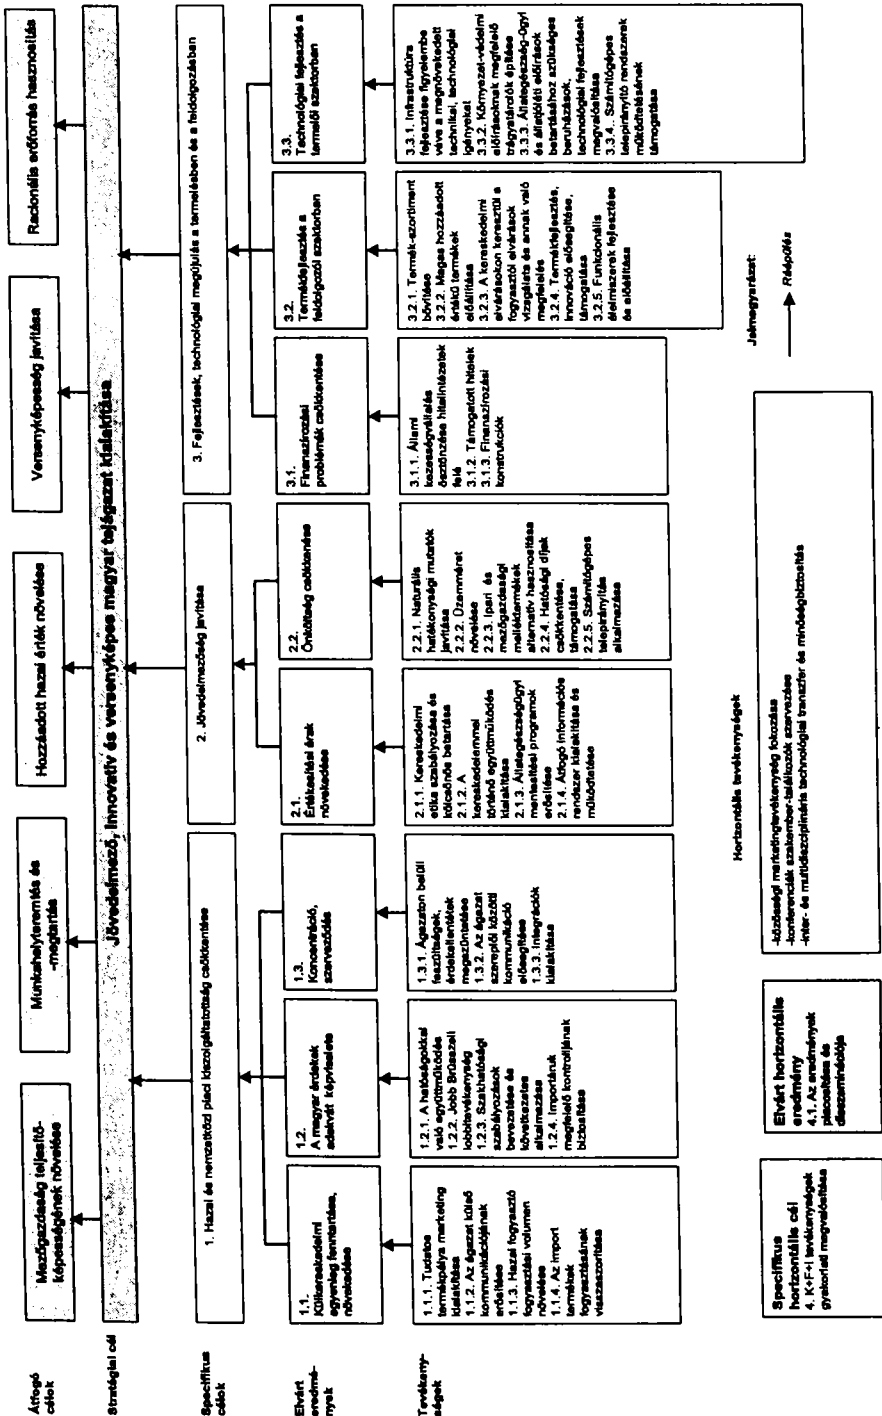 Átfogó
célok
Mezőgazdaság teljesítő-
képességének növelése
Munkahelyteremtés és
-megtartás
Hozzáadott hazai érték növelése
Versenyképesség javítása
Racionális erőforrás hasznosítás
Stratégiai cél
Jövedelmező, innovatív és versenyképes magyar tejágazat kialakítása
Specifikus
célok
1. Hazai és nemzetközi piaci kiszolgáltatottság csökkentése
2. Jövedelmezőség javítása
3. Fejlesztések, technológiai megújulás a termelésben és a feldolgozásban
Elvárt
eredmé-
nyek
1.1.
Külkereskedelmi
egyenleg fenntartása,
növekedése
1.2.
A magyar érdekek
adekvát képviselete
1.3.
Koncentráció,
szerveződés
2.1.
Értékesítési árak
növekedése
2.2.
Önköltség csökkentése
3.1.
Finanazírozási
problémák csökkentése
3.2.
Termékfejlesztés a
feldolgozói szektorban
3.3.
Technológiai fejlesztés a
termelői szektorban
Tevékeny-
ségek
1.1.1. Tudatos
termékpálya marketing
kialakítása
1.1.2. Az ágazat külső
kommunikációjának
erősítése
1.1.3. Hazai fogyasztó
fogyasztási volumen
növelése
1.1.4. Az import
termékek
fogyasztásának
visszaszorítása
1.2.1. A hatóságokkal
való együttműködés
1.2.2. Jobb Brüsszeli
lobbitevékenység
1.2.3. Szakhatósági
szabályozások
bevezetése és
következetes
alkalmazása
1.2.4. Importáruk
megfelelő kontrolljának
biztosítása
1.3.1. Ágazaton belüli
feszültségek,
érdekellentétek
megszüntetése
1.3.2. Az ágazat
szereplői közötti
kommunikáció
elősegítése
1.3.3. Integrációk
kialakítása
2.1.1. Kereskedelmi
etika szabályozása és
kölcsönös betartása
2.1.2. A
kereskedelemmel
történő együttműködés
kialakítása
2.1.3. Állategészségügyi
mentesítési programok
erősítése
2.1.4. Átfogó információs
rendszer kialakítása és
működtetése
2.2.1. Naturális
hatékonysági mutatók
javítása
2.2.2. Üzemméret
növelése
2.2.3. Ipari és
mezőgazdasági
melléktermékek
alternatív hasznosítása
2.2.4. Hatósági díjak
csökkentése,
támogatása
2.2.5. Számítógépes
telepirányítás
alkalmazása
3.1.1. Állami
kezességvállalás
ösztönzése hitelintézetek
felé
3.1.2. Támogatott hitelek
3.1.3. Finanazírozási
konstrukciók
3.2.1. Termék-szortiment
bővítése
3.2.2. Magas hozzáadott
értékű termékek
előállítása
3.2.3. A kereskedelmi
elvárásokon keresztül a
fogyasztói elvárások
vizsgálata és annak való
megfelelés
3.2.4. Termékfejlesztés,
innováció elősegítése,
támogatása
3.2.5. Funkcionális
élelmiszerek fejlesztése
és előállítása
3.3.1. Infrastruktúra
fejlesztése figyelembe
véve a megnövekedett
technikai, technológiai
igényeket
3.3.2. Környezet-védelmi
előírásoknak megfelelő
trágyatárolók építése
3.3.3. Állategészség-ügyi
és állatjóléti előírások
betartásához szükséges
beruházások,
technológiai fejlesztések
megvalósítása
3.3.4. Számítógépes
telepirányító rendszerek
működtetésének
támogatása
Specifikus
horizontális cél
4. K+F+I tevékenységek
gyakorlati megvalósítása
Elvárt horizontális
eredmény
4.1. Az eredmények
piacosítása és
disszeminációja
Horizontális tevékenységek
-közösségi marketingtevékenység fokozása
-konferenciák szakember-találkozók szervezése
-inter- és multidiszciplináris technológiai transzfer és minőségbiztosítás
Jelmagyarázat:
Ráépülés